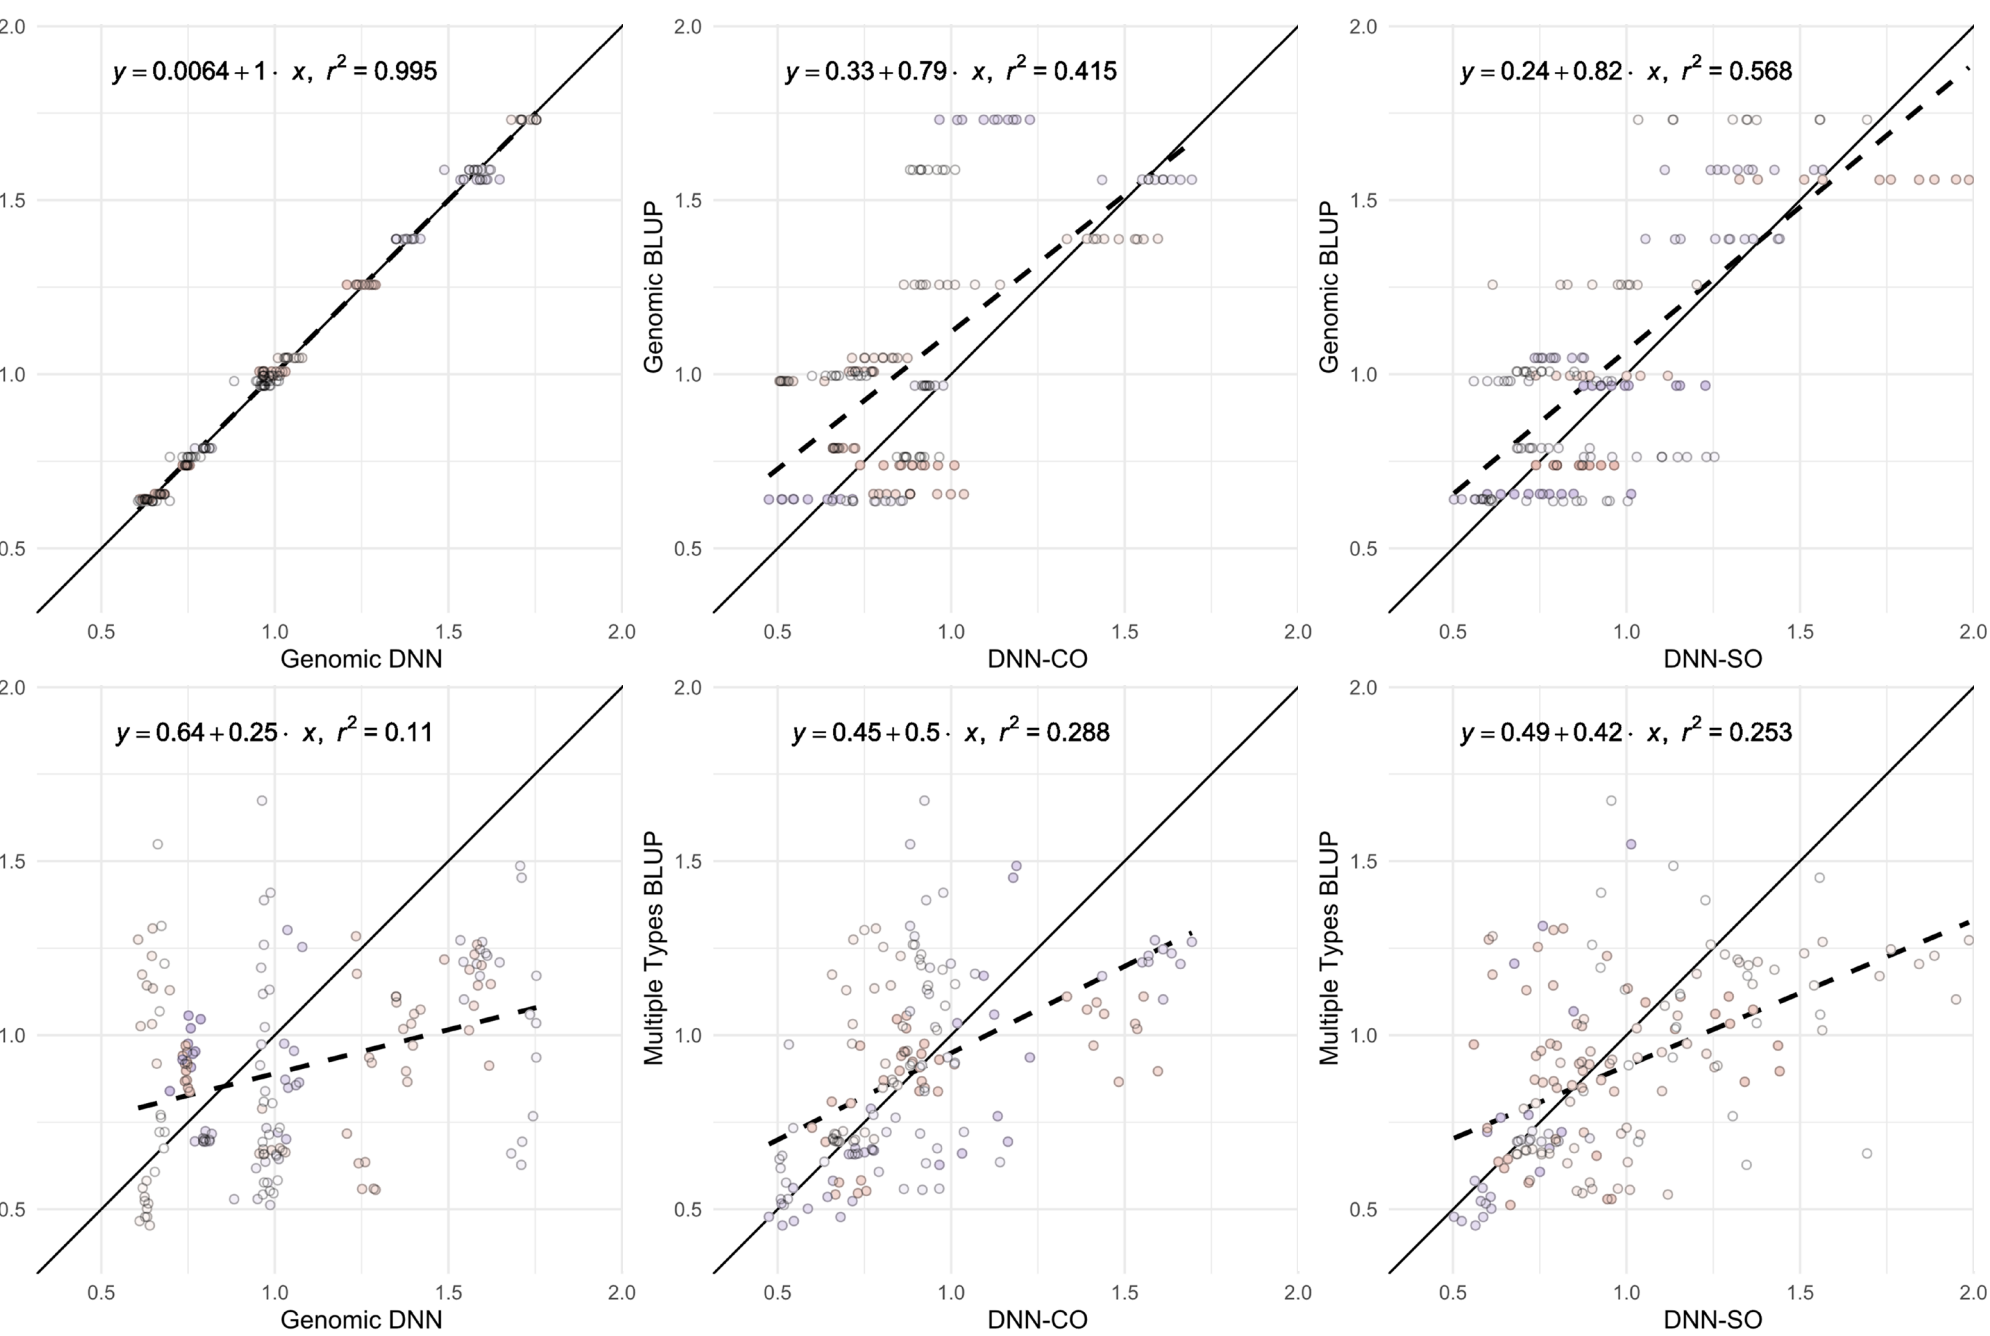 y = 0.0064 + 1 · x, r² = 0.995
2.0
1.5
1.0
0.5
0.5 1.0 1.5 2.0
Genomic DNN
y = 0.33 + 0.79 · x, r² = 0.415
Genomic BLUP
2.0
1.5
1.0
0.5
0.5 1.0 1.5 2.0
DNN-CO
y = 0.24 + 0.82 · x, r² = 0.568
Genomic BLUP
2.0
1.5
1.0
0.5
0.5 1.0 1.5 2.0
DNN-SO
y = 0.64 + 0.25 · x, r² = 0.11
2.0
1.5
1.0
0.5
0.5 1.0 1.5 2.0
Genomic DNN
y = 0.45 + 0.5 · x, r² = 0.288
Multiple Types BLUP
2.0
1.5
1.0
0.5
0.5 1.0 1.5 2.0
DNN-CO
y = 0.49 + 0.42 · x, r² = 0.253
Multiple Types BLUP
2.0
1.5
1.0
0.5
0.5 1.0 1.5 2.0
DNN-SO